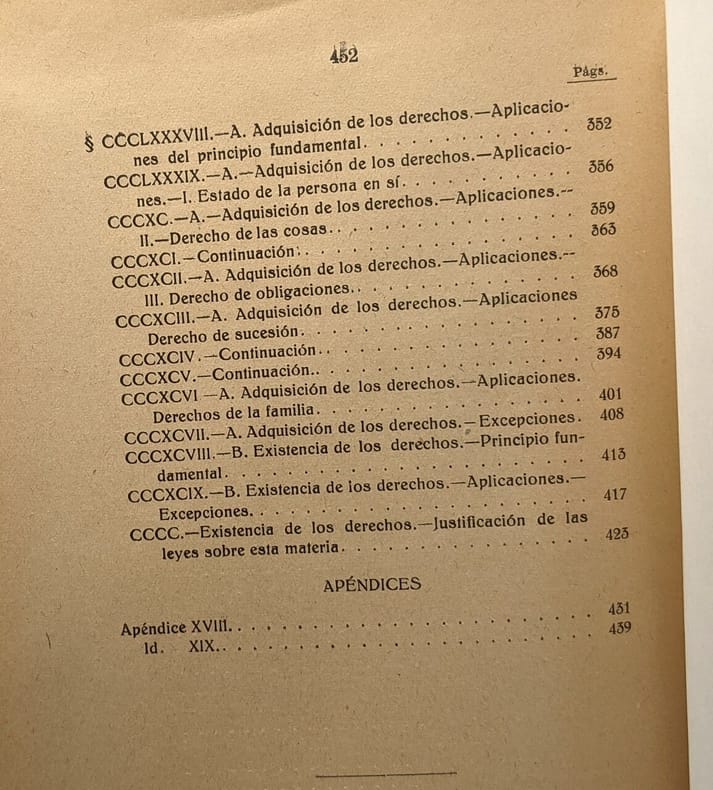 452
Págs.
§ CCCLXXXVIII.—A. Adquisición de los derechos.—Aplicacio-
nes del principio fundamental. . . . . . . . . . . 352
CCCLXXXIX.—A.—Adquisición de los derechos.—Aplicacio-
nes.—I. Estado de la persona en sí. . . . . . . . . 356
CCCXC.—A.—Adquisición de los derechos.—Aplicaciones.--
II.—Derecho de las cosas. . . . . . . . . . . . . 359
CCCXCI.—Continuación. . . . . . . . . . . . . . . 363
CCCXCII.—A. Adquisición de los derechos.—Aplicaciones.--
III. Derecho de obligaciones. . . . . . . . . . . . 368
CCCXCIII.—A. Adquisición de los derechos.—Aplicaciones
Derecho de sucesión. . . . . . . . . . . . . . . 375
CCCXCIV.—Continuación. . . . . . . . . . . . . . 387
CCCXCV.—Continuación. . . . . . . . . . . . . . 394
CCCXCVI —A. Adquisición de los derechos.—Aplicaciones.
Derechos de la familia. . . . . . . . . . . . . . 401
CCCXCVII.—A. Adquisición de los derechos.—Excepciones. 408
CCCXCVIII.—B. Existencia de los derechos.—Principio fun-
damental. . . . . . . . . . . . . . . . . . . . 413
CCCXCIX.—B. Existencia de los derechos.—Aplicaciones.—
Excepciones. . . . . . . . . . . . . . . . . . . 417
CCCC.—Existencia de los derechos.—Justificación de las
leyes sobre esta materia. . . . . . . . . . . . . 423
APÉNDICES
Apéndice XVIII. . . . . . . . . . . . . . . . . . 431
Id. XIX. . . . . . . . . . . . . . . . . . . . . 439